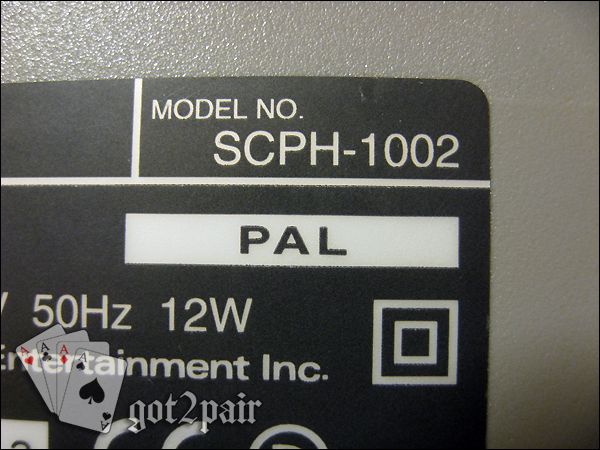 MODEL NO.
SCPH-1002
PAL
50Hz 12W
Entertainment Inc.
got2pair